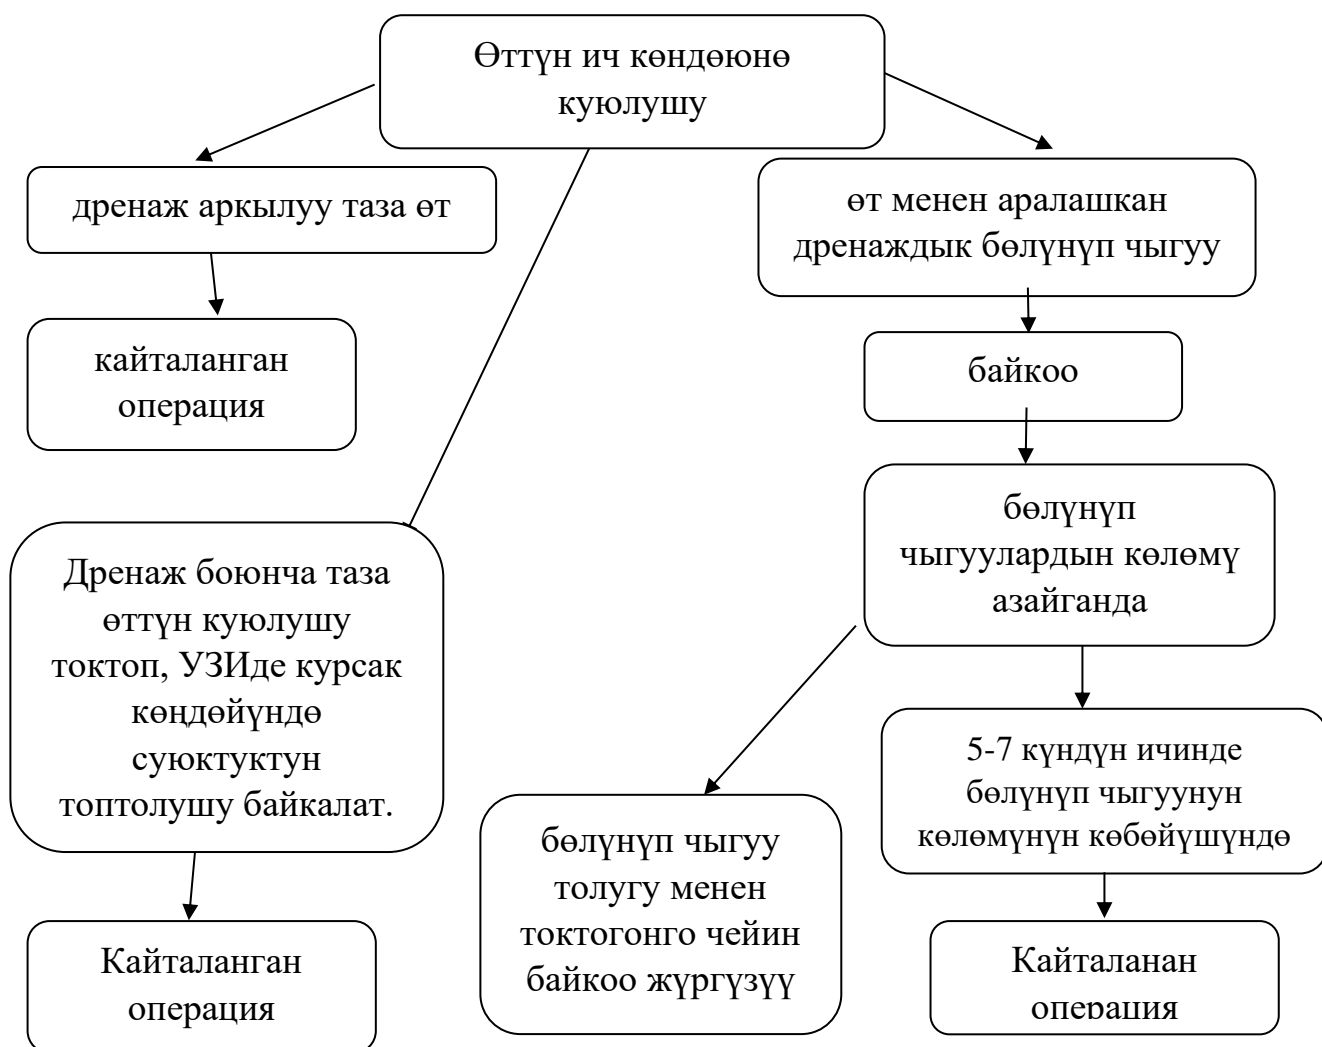 Өттүн ич көндөюнө
куюлушу
дренаж аркылуу таза өт
өт менен аралашкан
дренаждык бөлүнүп чыгуу
кайталанган
операция
байкоо
бөлүнүп
чыгуулардын көлөмү
азайганда
Дренаж боюнча таза
өттүн куюлушу
токтоп, УЗИде курсак
көңдөйүндө
суюктуктун
топтолушу байкалат.
5-7 күндүн ичинде
бөлүнүп чыгуунун
көлөмүнүн көбөйүшүндө
бөлүнүп чыгуу
толугу менен
токтогонго чейин
байкоо жүргүзүү
Кайталанган
операция
Кайталанан
операция